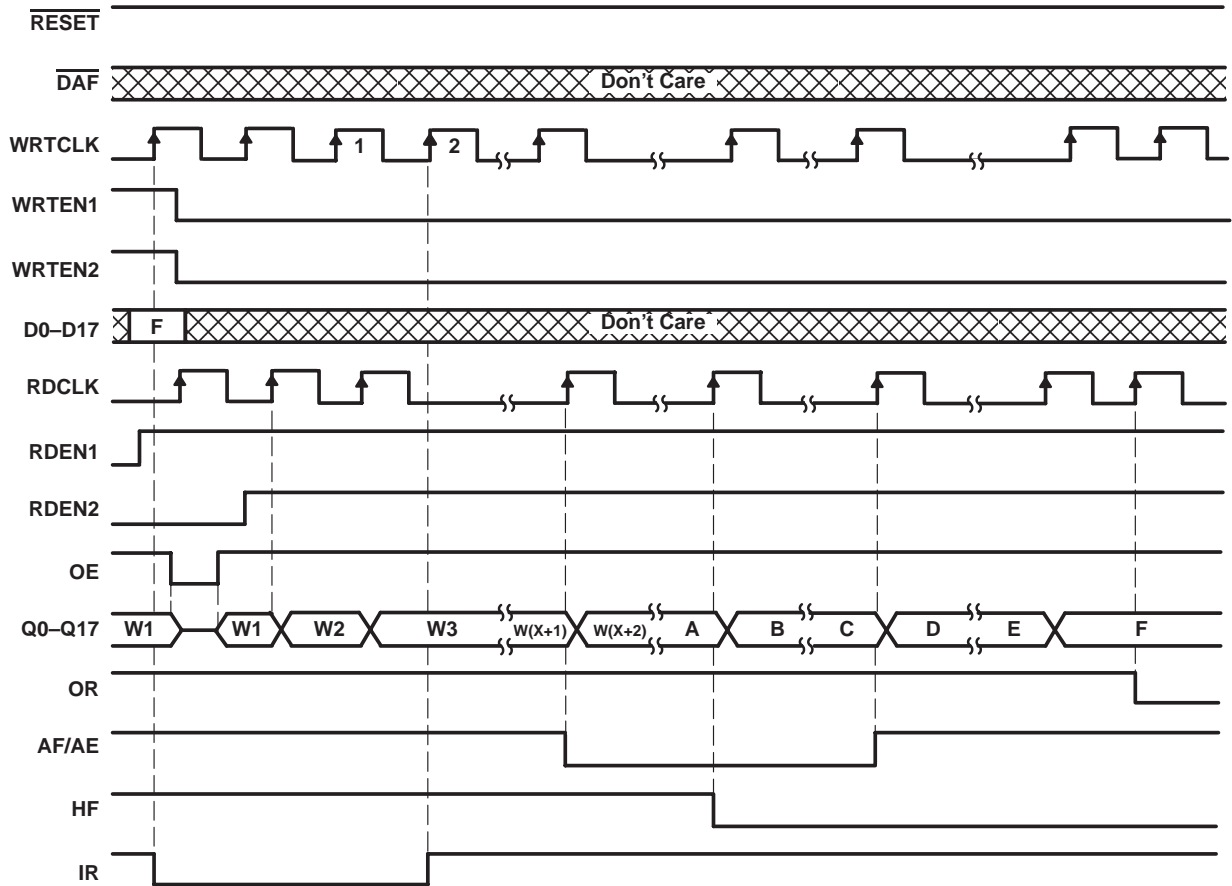 RESET
DAF
Don't Care
WRTCLK
1 2
WRTEN1
WRTEN2
D0–D17
F
Don't Care
RDCLK
RDEN1
RDEN2
OE
Q0–Q17
W1 W1 W2 W3 W(X+1) W(X+2) A B C D E F
OR
AF/AE
HF
IR